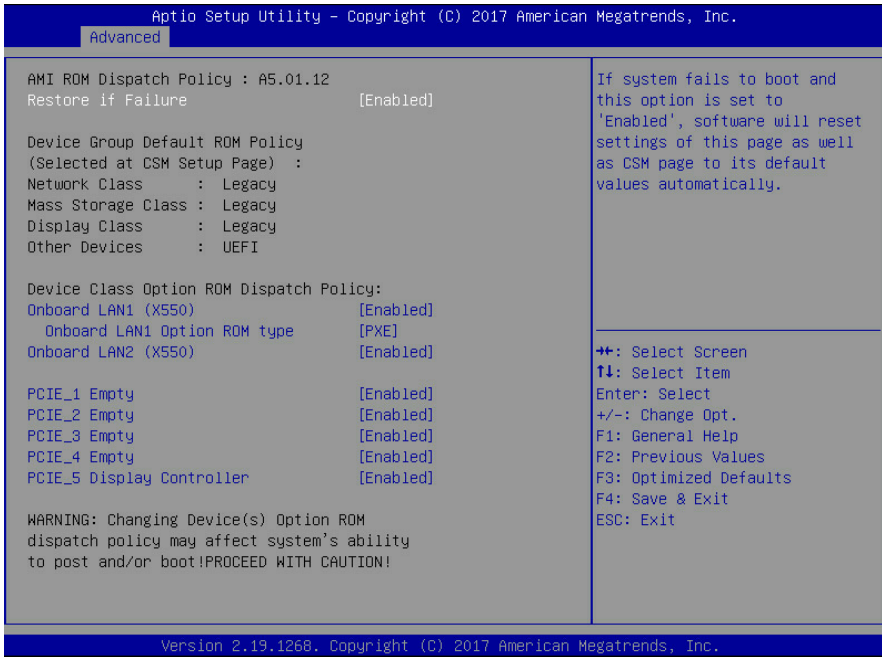 Aptio Setup Utility – Copyright (C) 2017 American Megatrends, Inc.
Advanced
AMI ROM Dispatch Policy : A5.01.12
Restore if Failure [Enabled]
Device Group Default ROM Policy
(Selected at CSM Setup Page) :
Network Class : Legacy
Mass Storage Class : Legacy
Display Class : Legacy
Other Devices : UEFI
Device Class Option ROM Dispatch Policy:
Onboard LAN1 (X550) [Enabled]
Onboard LAN1 Option ROM type [PXE]
Onboard LAN2 (X550) [Enabled]
PCIE_1 Empty [Enabled]
PCIE_2 Empty [Enabled]
PCIE_3 Empty [Enabled]
PCIE_4 Empty [Enabled]
PCIE_5 Display Controller [Enabled]
WARNING: Changing Device(s) Option ROM
dispatch policy may affect system's ability
to post and/or boot!PROCEED WITH CAUTION!
If system fails to boot and
this option is set to
'Enabled', software will reset
settings of this page as well
as CSM page to its default
values automatically.
→←: Select Screen
↑↓: Select Item
Enter: Select
+/-: Change Opt.
F1: General Help
F2: Previous Values
F3: Optimized Defaults
F4: Save & Exit
ESC: Exit
Version 2.19.1268. Copyright (C) 2017 American Megatrends, Inc.